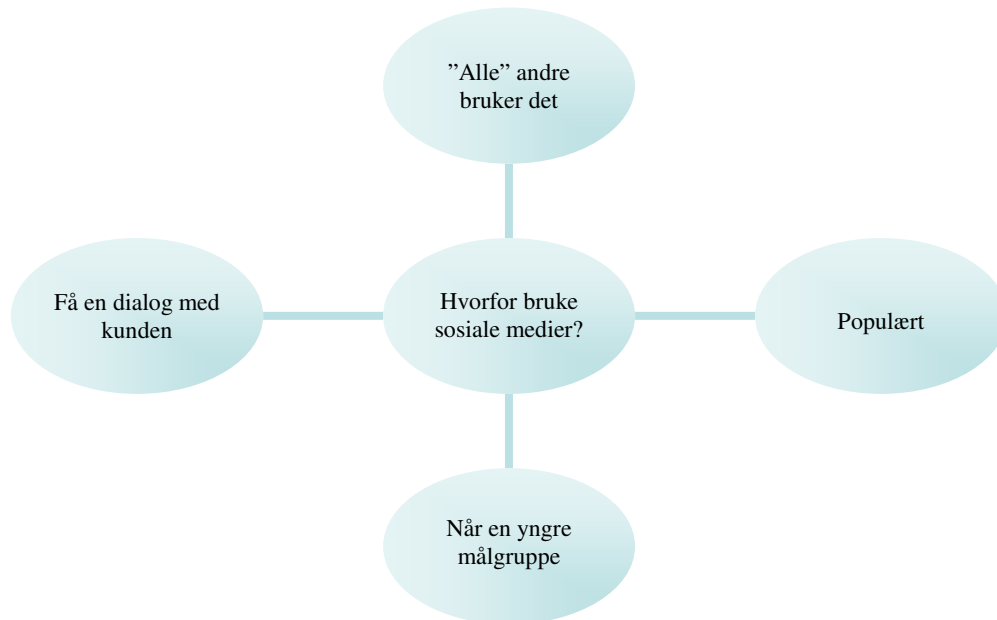 ”Alle” andre
bruker det
Få en dialog med
kunden
Hvorfor bruke
sosiale medier?
Populært
Når en yngre
målgruppe